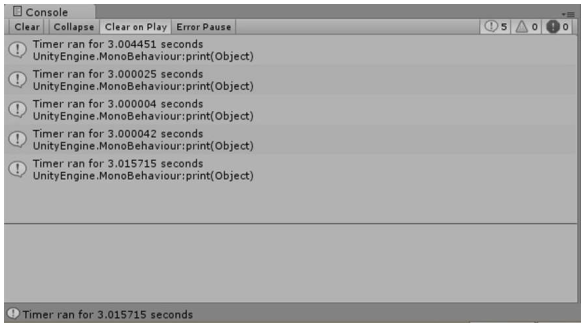 Console
Clear Collapse Clear on Play Error Pause 5 0 0
Timer ran for 3.004451 seconds
UnityEngine.MonoBehaviour:print(Object)
Timer ran for 3.000025 seconds
UnityEngine.MonoBehaviour:print(Object)
Timer ran for 3.000004 seconds
UnityEngine.MonoBehaviour:print(Object)
Timer ran for 3.000042 seconds
UnityEngine.MonoBehaviour:print(Object)
Timer ran for 3.015715 seconds
UnityEngine.MonoBehaviour:print(Object)
Timer ran for 3.015715 seconds